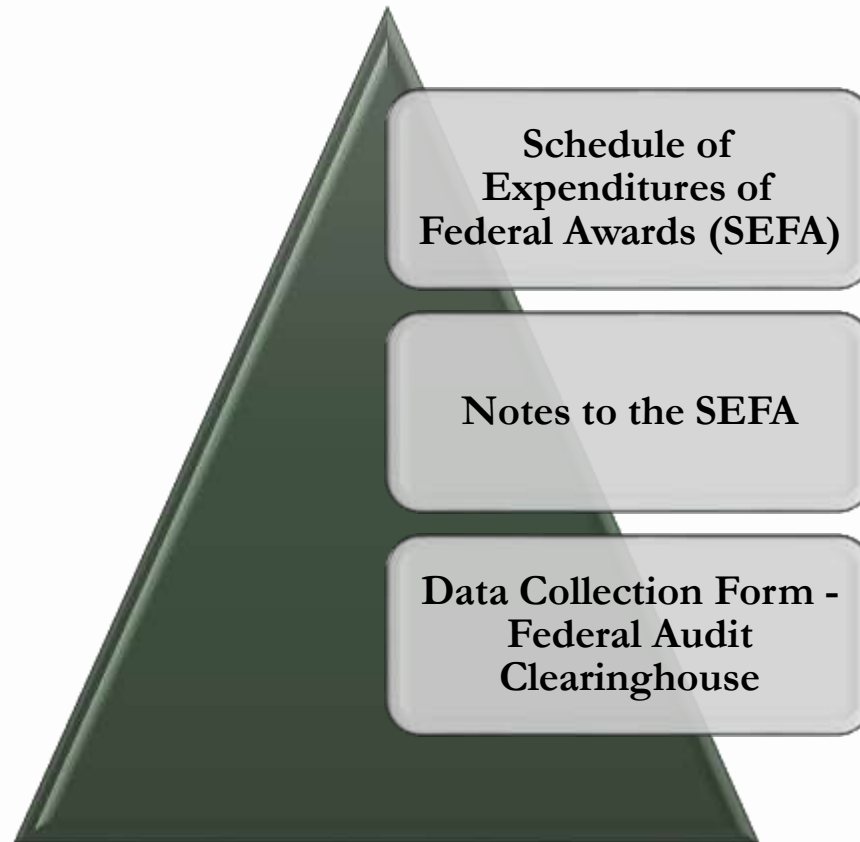 Schedule of
Expenditures of
Federal Awards (SEFA)
Notes to the SEFA
Data Collection Form -
Federal Audit
Clearinghouse